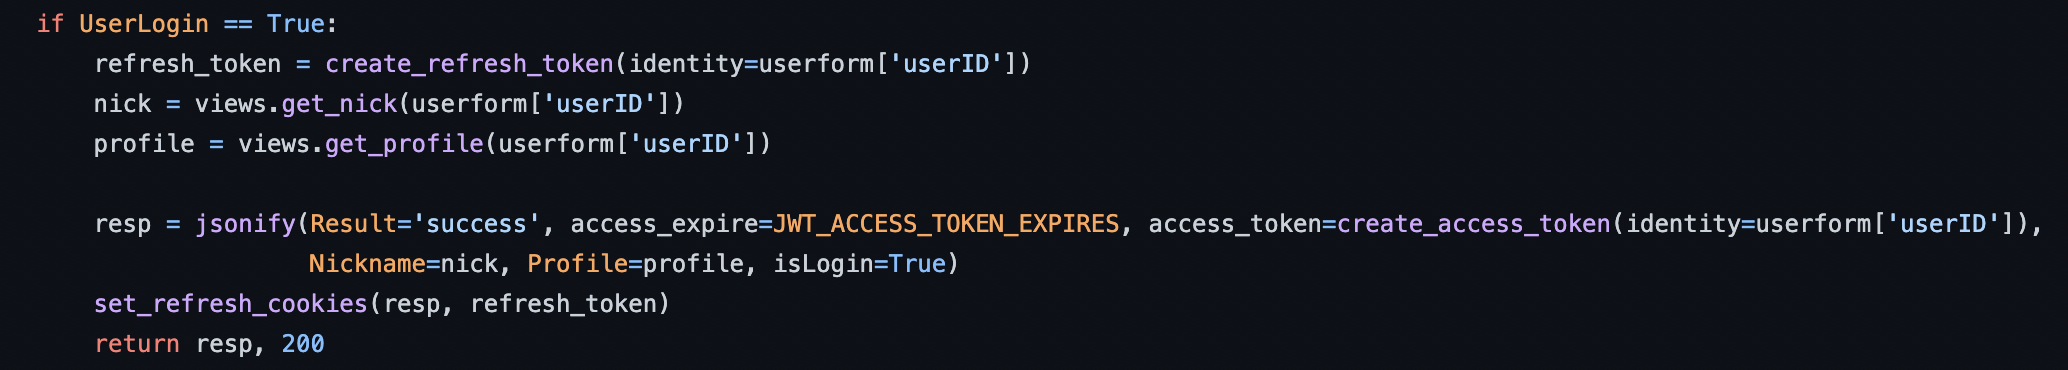 if UserLogin == True:
    refresh_token = create_refresh_token(identity=userform['userID'])
    nick = views.get_nick(userform['userID'])
    profile = views.get_profile(userform['userID'])

    resp = jsonify(Result='success', access_expire=JWT_ACCESS_TOKEN_EXPIRES, access_token=create_access_token(identity=userform['userID']),
                   Nickname=nick, Profile=profile, isLogin=True)
    set_refresh_cookies(resp, refresh_token)
    return resp, 200